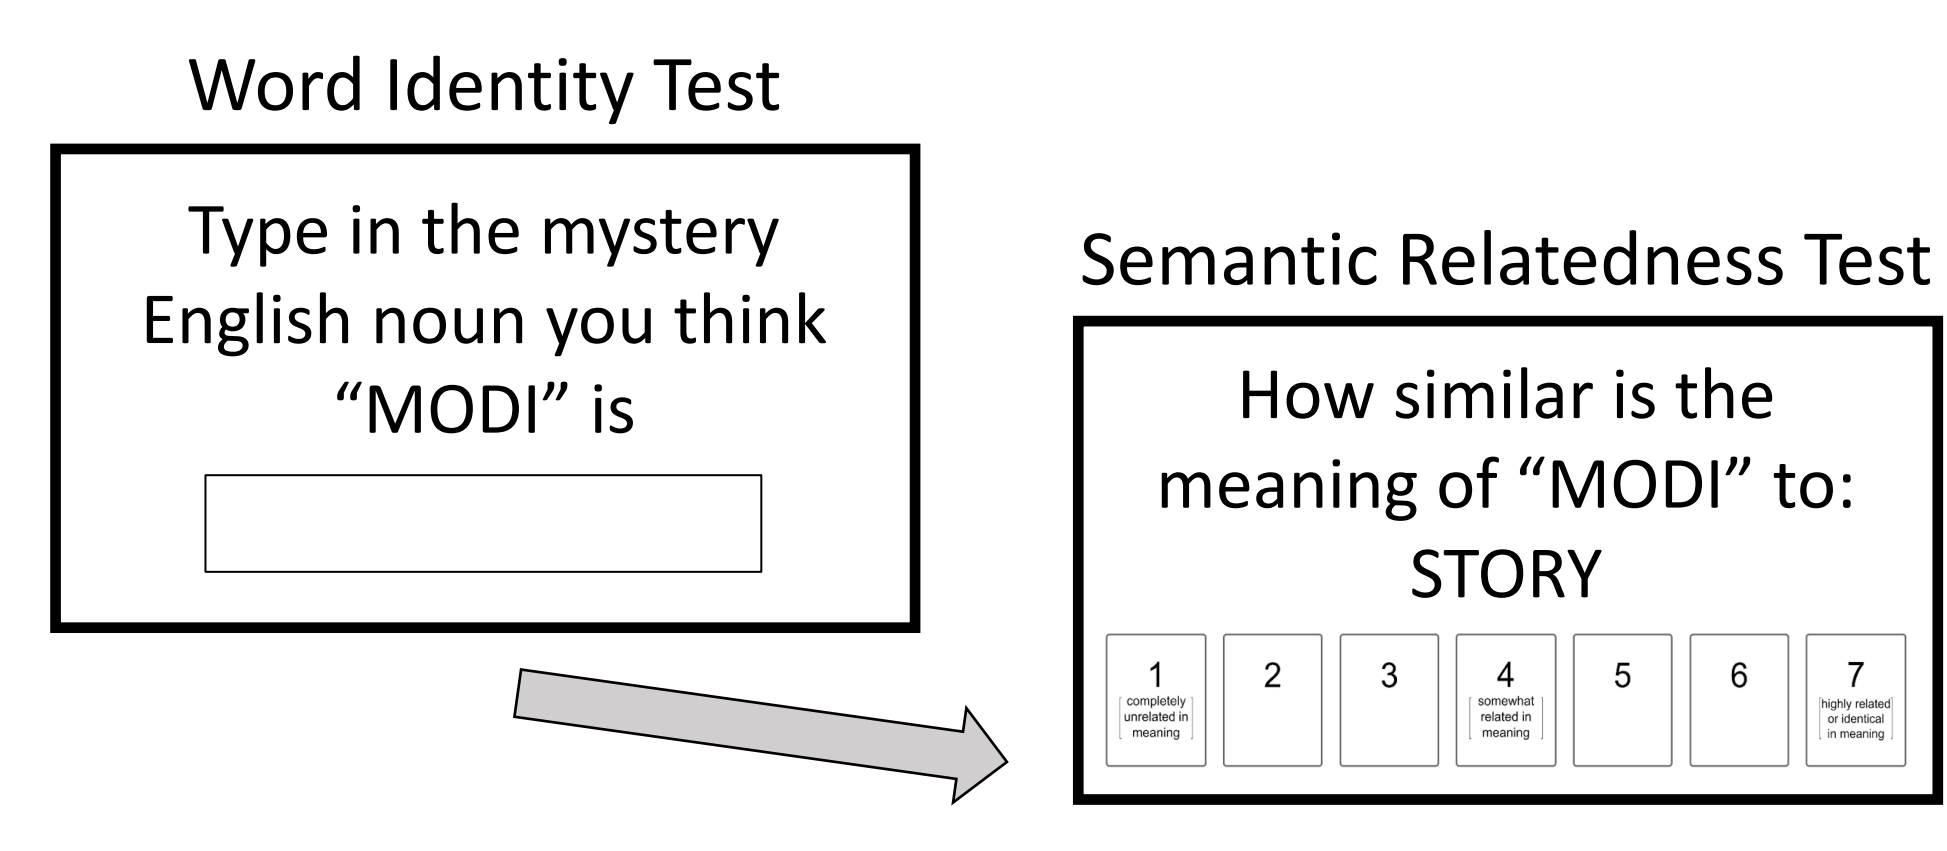 Word Identity Test
Type in the mystery
English noun you think
“MODI” is
Semantic Relatedness Test
How similar is the
meaning of “MODI” to:
STORY
1
completely
unrelated in
meaning
2
3
4
somewhat
related in
meaning
5
6
7
highly related
or identical
in meaning